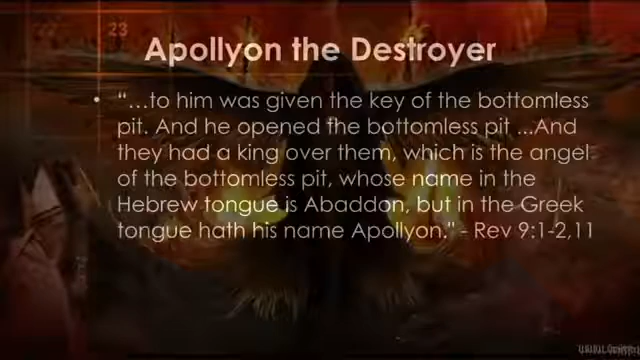 23
Apollyon the Destroyer
• “…to him was given the key of the bottomless
pit. And he opened the bottomless pit ...And
they had a king over them, which is the angel
of the bottomless pit, whose name in the
Hebrew tongue is Abaddon, but in the Greek
tongue hath his name Apollyon." - Rev 9:1-2,11